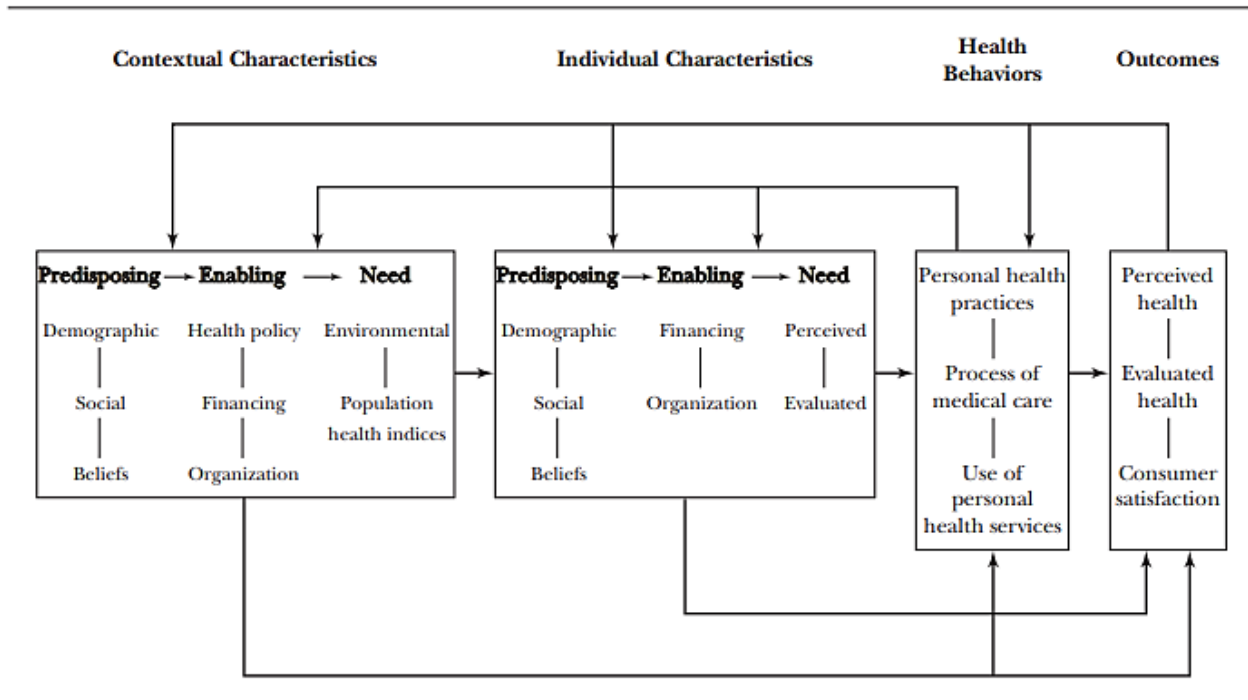 Contextual Characteristics
Individual Characteristics
Health
Behaviors
Outcomes
Predisposing
Enabling
Need
Demographic
Health policy
Environmental
Social
Financing
Population
health indices
Beliefs
Organization
Predisposing
Enabling
Need
Demographic
Financing
Perceived
Social
Organization
Evaluated
Beliefs
Personal health
practices
Process of
medical care
Use of
personal
health services
Perceived
health
Evaluated
health
Consumer
satisfaction